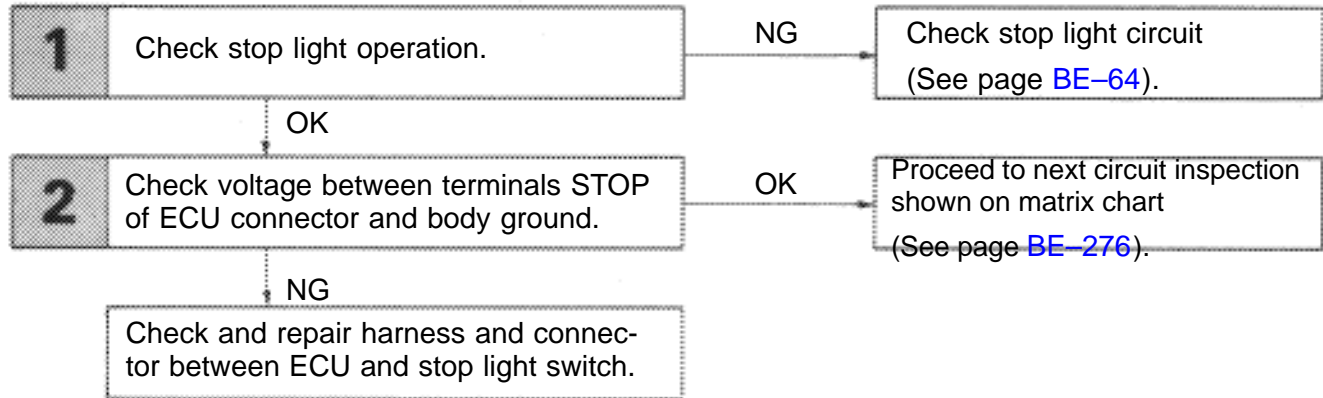 1
Check stop light operation.
NG
Check stop light circuit
(See page BE–64).
OK
2
Check voltage between terminals STOP
of ECU connector and body ground.
OK
Proceed to next circuit inspection
shown on matrix chart
(See page BE–276).
NG
Check and repair harness and connec-
tor between ECU and stop light switch.